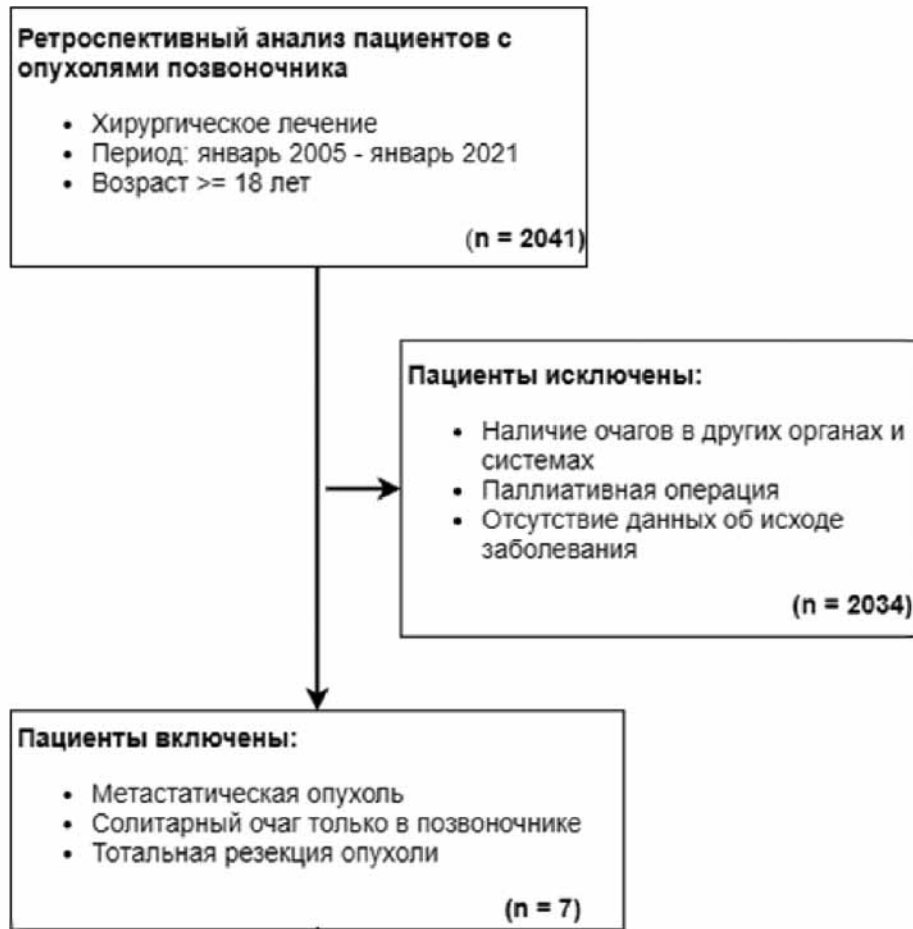 Ретроспективный анализ пациентов с
опухолями позвоночника
• Хирургическое лечение
• Период: январь 2005 - январь 2021
• Возраст >= 18 лет
(n = 2041)
Пациенты исключены:
• Наличие очагов в других органах и
системах
• Паллиативная операция
• Отсутствие данных об исходе
заболевания
(n = 2034)
Пациенты включены:
• Метастатическая опухоль
• Солитарный очаг только в позвоночнике
• Тотальная резекция опухоли
(n = 7)